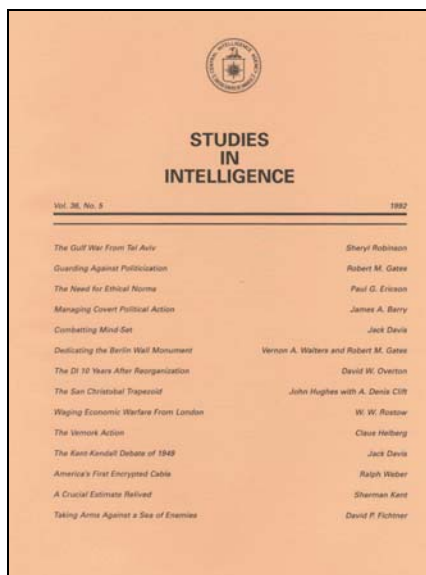 STUDIES
IN
INTELLIGENCE
Vol. 36, No. 5 1992
The Gulf War From Tel Aviv Sheryl Robinson
Guarding Against Politicization Robert M. Gates
The Need for Ethical Norms Paul G. Ericson
Managing Covert Political Action James A. Barry
Combatting Mind-Set Jack Davis
Dedicating the Berlin Wall Monument Vernon A. Walters and Robert M. Gates
The DI 10 Years After Reorganization David W. Overton
The San Christobal Trapezoid John Hughes with A. Denis Clift
Waging Economic Warfare From London W. W. Rostow
The Vemork Action Claus Helberg
The Kent-Kendall Debate of 1949 Jack Davis
America's First Encrypted Cable Ralph Weber
A Crucial Estimate Relived Sherman Kent
Taking Arms Against a Sea of Enemies David P. Fichtner